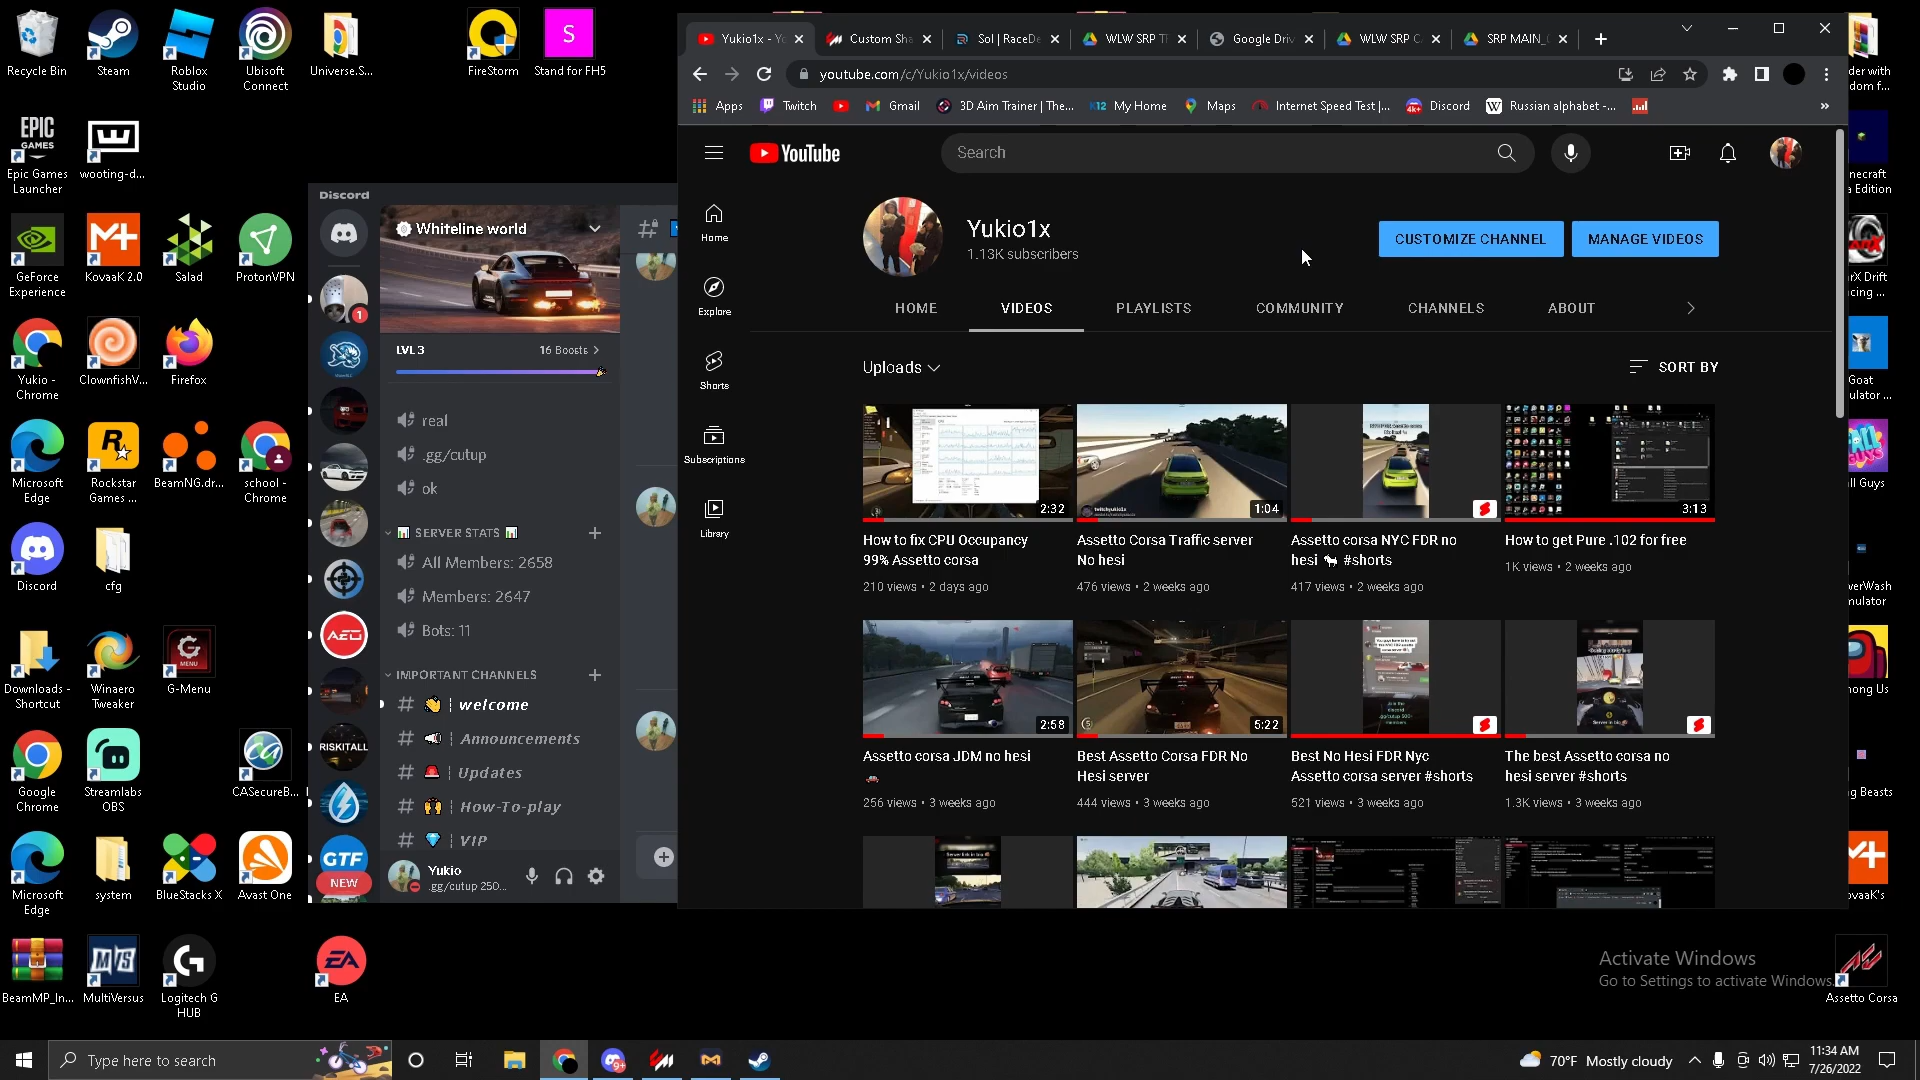 Recycle Bin
Steam
Roblox Studio
Ubisoft Connect
Universe.S...
FireStorm
Stand for FH5
S
EPIC GAMES
Epic Games Launcher
wooting-d...
GeForce Experience
KovaaK 2.0
Salad
ProtonVPN
Yukio - Chrome
ClownfishV...
Firefox
Microsoft Edge
Rockstar Games ...
BeamNG.dr...
school - Chrome
Discord
cfg
Downloads - Shortcut
Winaero Tweaker
G-Menu
Google Chrome
Streamlabs OBS
CASecureB...
Microsoft Edge
system
BlueStacks X
Avast One
BeamMP_In...
MultiVersus
Logitech G HUB
EA
Discord
Whiteline world
LVL 3
16 Boosts
real
.gg/cutup
ok
SERVER STATS
All Members: 2658
Members: 2647
Bots: 11
IMPORTANT CHANNELS
# 👋 | welcome
# 📢 | Announcements
# 🚨 | Updates
# | How-To-play
# 💎 | VIP
RISKITALL
GTF
NEW
Yukio
.gg/cutup 250...
Yukio1x - Yo
Custom Sha
Sol | RaceDe
WLW SRP TR
Google Driv
WLW SRP C
SRP MAIN_
youtube.com/c/Yukio1x/videos
Apps
Twitch
Gmail
3D Aim Trainer | The...
K12 My Home
Maps
Internet Speed Test |...
Discord
Russian alphabet -...
»
YouTube
Search
Home
Explore
Shorts
Subscriptions
Library
Yukio1x
1.13K subscribers
CUSTOMIZE CHANNEL
MANAGE VIDEOS
HOME
VIDEOS
PLAYLISTS
COMMUNITY
CHANNELS
ABOUT
Uploads
SORT BY
2:32
1:04
3:13
How to fix CPU Occupancy 99% Assetto corsa
210 views • 2 days ago
Assetto Corsa Traffic server No hesi
476 views • 2 weeks ago
Assetto corsa NYC FDR no hesi 🐂 #shorts
417 views • 2 weeks ago
How to get Pure .102 for free
1K views • 2 weeks ago
2:58
5:22
Assetto corsa JDM no hesi 🚗
256 views • 3 weeks ago
Best Assetto Corsa FDR No Hesi server
444 views • 3 weeks ago
Best No Hesi FDR Nyc Assetto corsa server #shorts
521 views • 3 weeks ago
The best Assetto corsa no hesi server #shorts
1.3K views • 3 weeks ago
Goat
Activate Windows
Go to Settings to activate Windows.
Assetto Corsa
Type here to search
70°F Mostly cloudy
11:34 AM
7/26/2022